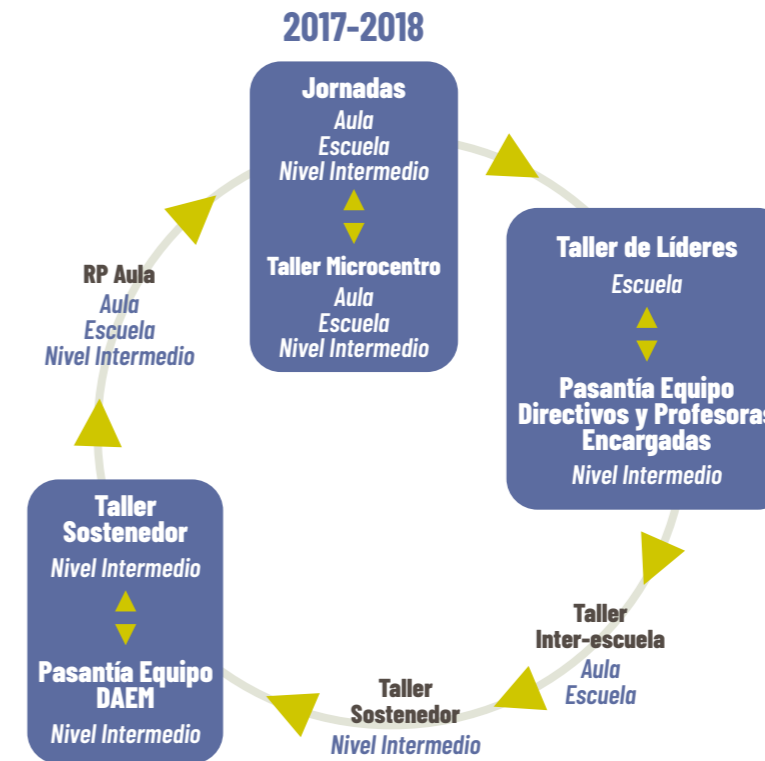 2017-2018
Jornadas
Aula
Escuela
Nivel Intermedio
Taller Microcentro
Aula
Escuela
Nivel Intermedio
Taller de Líderes
Escuela
Pasantía Equipo
Directivos y Profesoras
Encargadas
Nivel Intermedio
Taller
Inter-escuela
Aula
Escuela
Taller
Sostenedor
Nivel Intermedio
Taller
Sostenedor
Nivel Intermedio
Pasantía Equipo
DAEM
Nivel Intermedio
RP Aula
Aula
Escuela
Nivel Intermedio